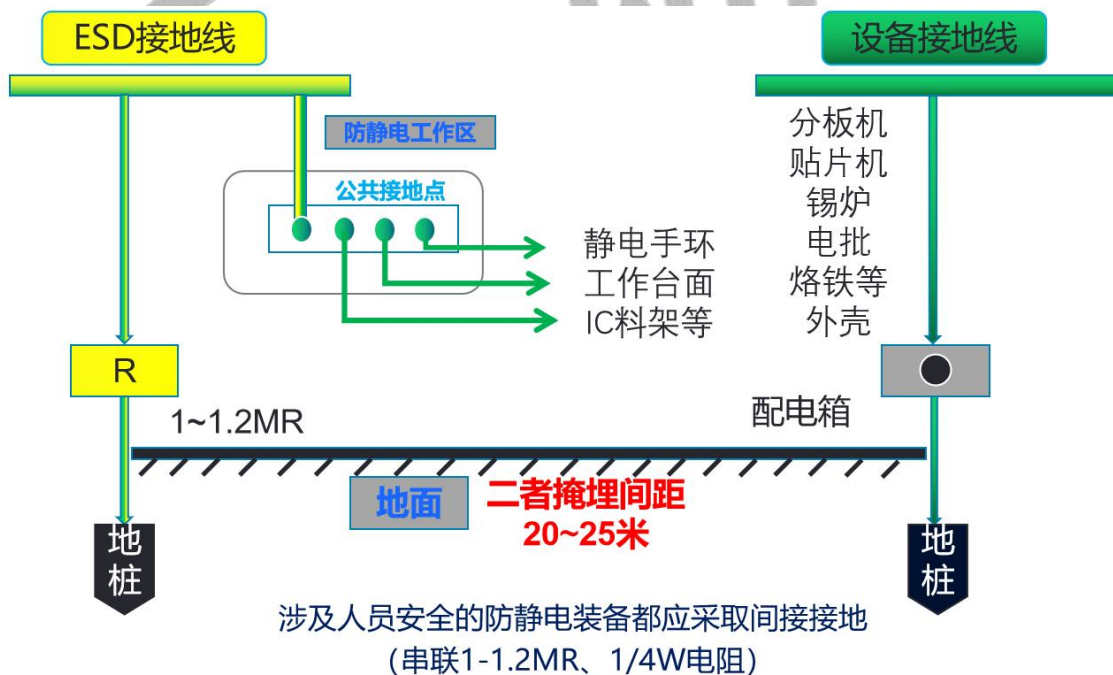 ESD接地线
设备接地线
防静电工作区
公共接地点
静电手环
工作台面
IC料架等
分板机
贴片机
锡炉
电批
烙铁等
外壳
R
1~1.2MR
配电箱
地面
二者掩埋间距
20~25米
地
桩
地
桩
涉及人员安全的防静电装备都应采取间接接地
(串联1-1.2MR、1/4W电阻)